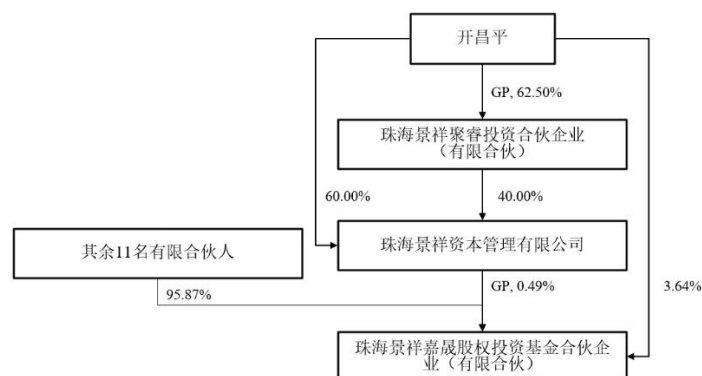 开昌平
GP, 62.50%
珠海景祥聚睿投资合伙企业
（有限合伙）
60.00%
40.00%
其余11名有限合伙人
珠海景祥资本管理有限公司
95.87%
GP, 0.49%
3.64%
珠海景祥嘉晟股权投资基金合伙企
业（有限合伙）